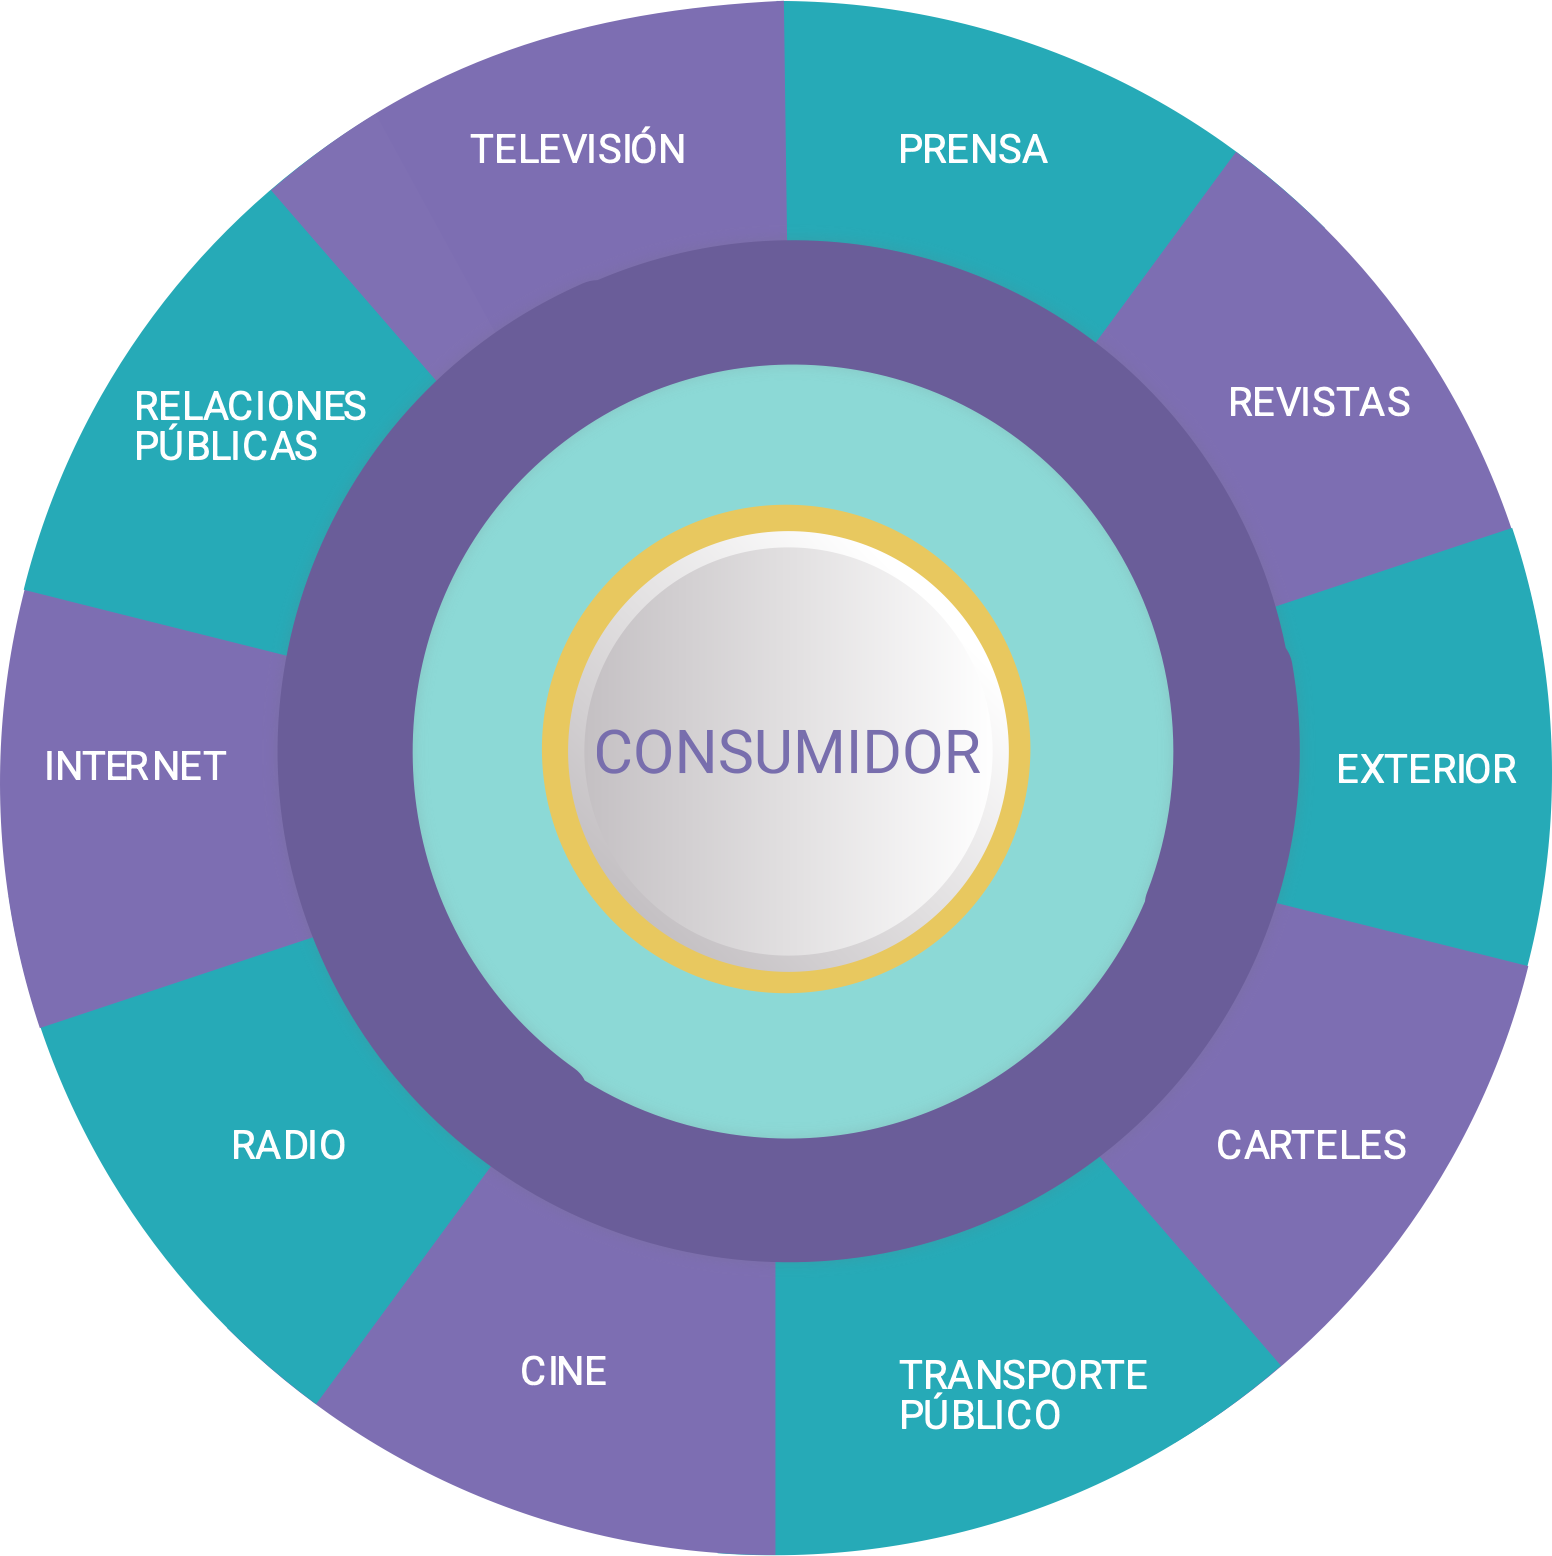 TELEVISIÓN
PRENSA
REVISTAS
RELACIONES
PÚBLICAS
INTERNET
CONSUMIDOR
EXTERIOR
RADIO
CARTELES
CINE
TRANSPORTE
PÚBLICO